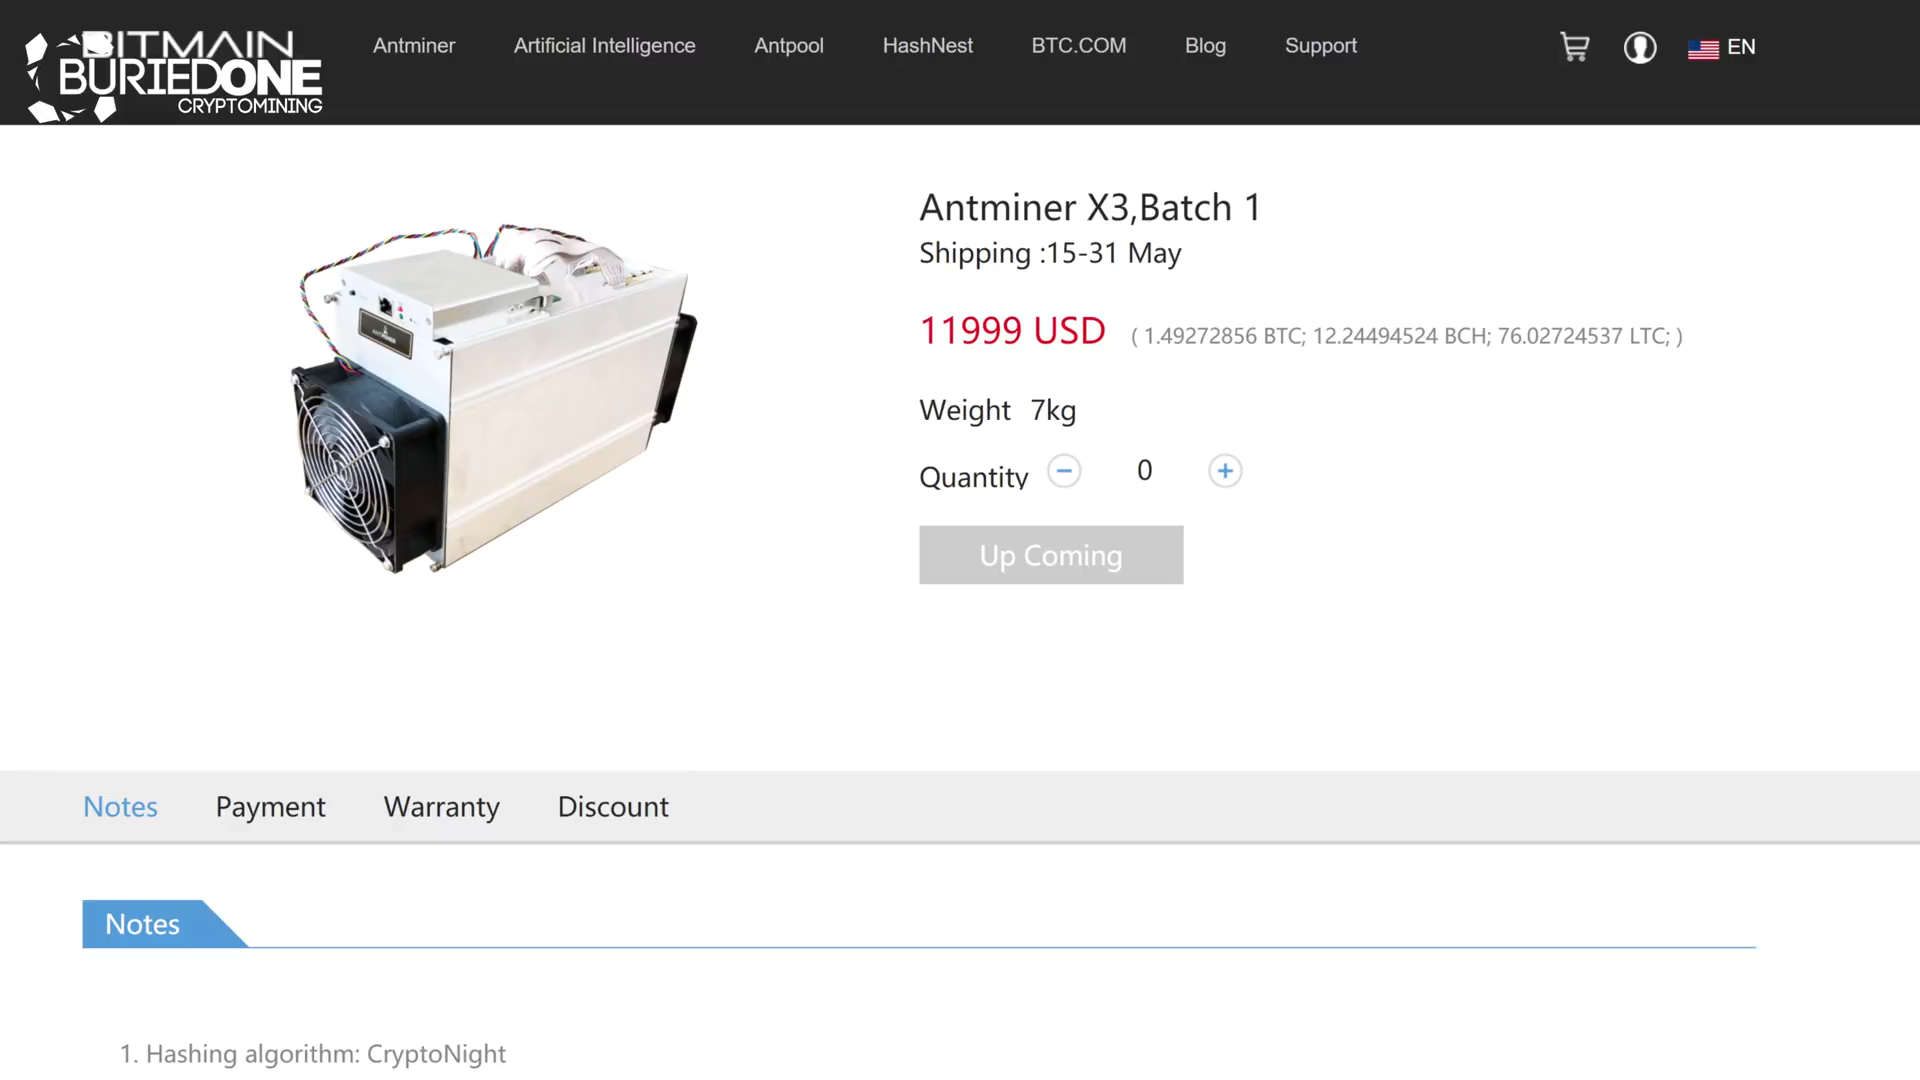 BITMAIN
BURIEDONE
CRYPTOMINING
Antminer
Artificial Intelligence
Antpool
HashNest
BTC.COM
Blog
Support
EN
Antminer X3,Batch 1
Shipping :15-31 May
11999 USD ( 1.49272856 BTC; 12.24494524 BCH; 76.02724537 LTC; )
Weight 7kg
Quantity 0
Up Coming
Notes
Payment
Warranty
Discount
Notes
1. Hashing algorithm: CryptoNight